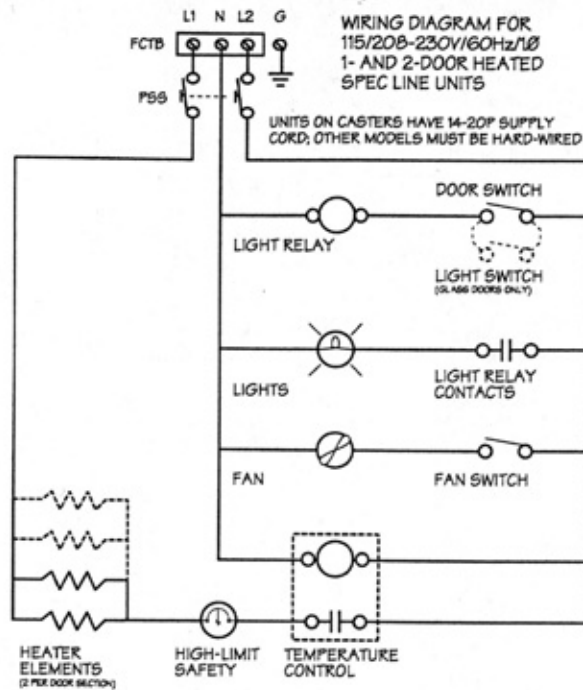 L1 N L2 G
FCTB
PSS
WIRING DIAGRAM FOR
115/208-230V/60Hz/1Ø
1- AND 2-DOOR HEATED
SPEC LINE UNITS
UNITS ON CASTERS HAVE 14-20P SUPPLY
CORD; OTHER MODELS MUST BE HARD-WIRED
DOOR SWITCH
LIGHT RELAY
LIGHT SWITCH
(GLASS DOORS ONLY)
LIGHTS
LIGHT RELAY
CONTACTS
FAN
FAN SWITCH
HEATER
ELEMENTS
(2 PER DOOR SECTION)
HIGH-LIMIT
SAFETY
TEMPERATURE
CONTROL